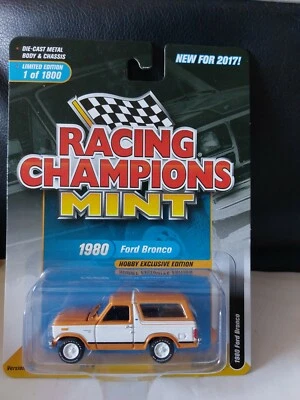 DIE-CAST METAL
BODY & CHASSIS
LIMITED EDITION
1 of 1800
NEW FOR 2017!
RACING
CHAMPIONS
MINT
1980 Ford Bronco
HOBBY EXCLUSIVE EDITION
1980 Ford Bronco
Version